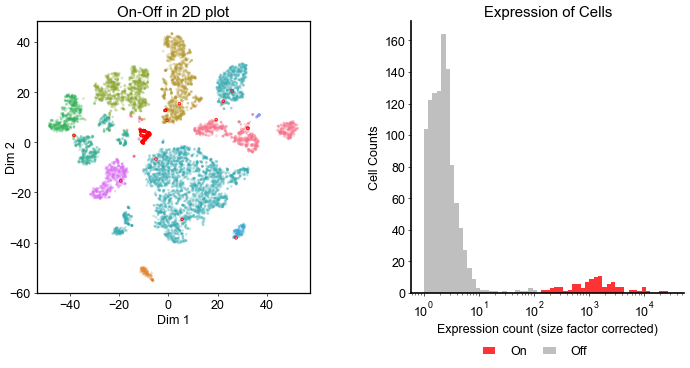 On-Off in 2D plot
Dim 2
40
20
0
−20
−40
−60
−40 −20 0 20 40
Dim 1
Expression of Cells
Cell Counts
160
140
120
100
80
60
40
20
0
10^0 10^1 10^2 10^3 10^4
Expression count (size factor corrected)
On Off